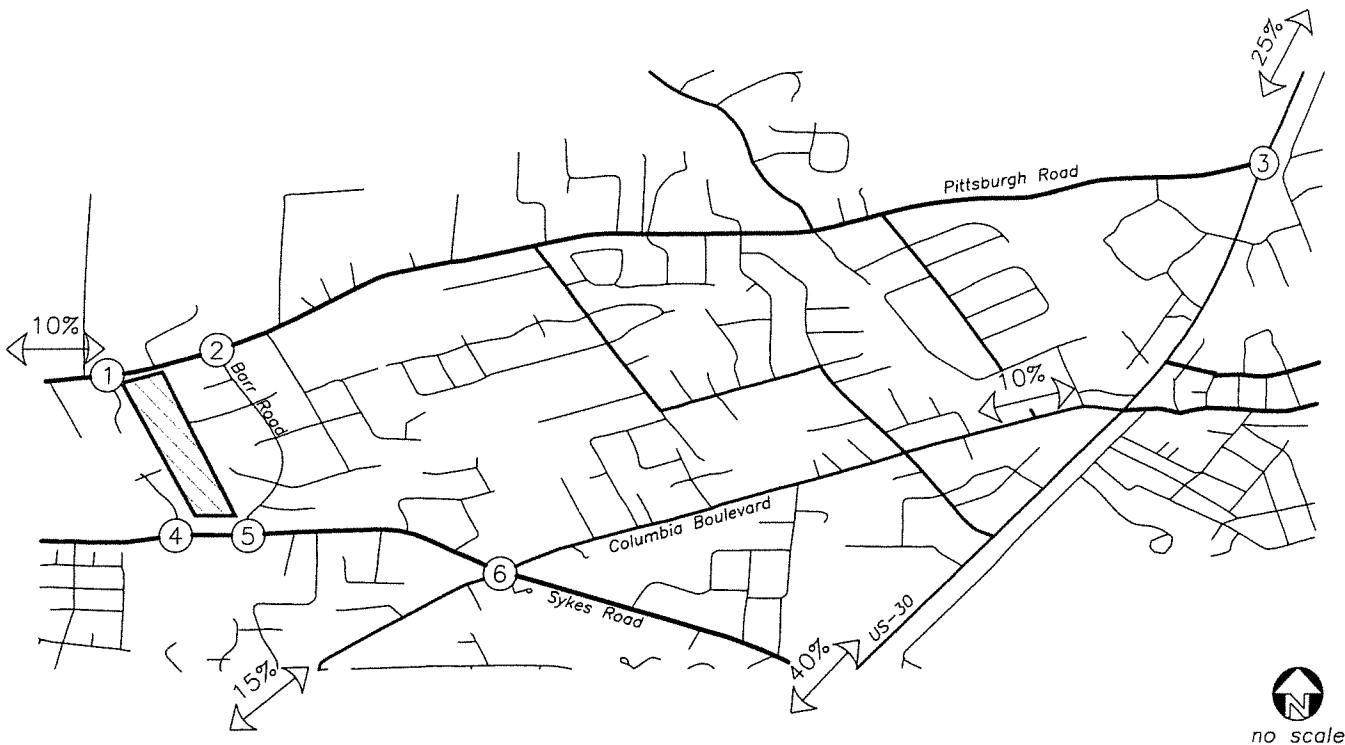 25%
3
Pittsburgh Road
10%
2
1
Barr Road
10%
Columbia Boulevard
4
5
6
Sykes Road
US-30
15%
40%
N
no scale